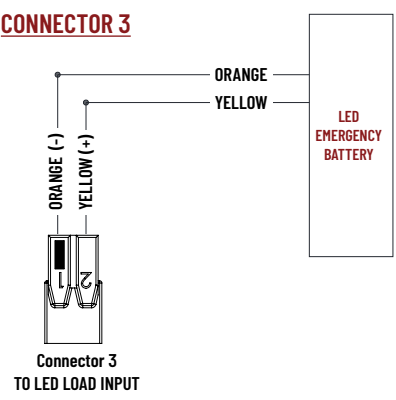 CONNECTOR 3
ORANGE
YELLOW
LED
EMERGENCY
BATTERY
ORANGE (-)
YELLOW (+)
1
2
Connector 3
TO LED LOAD INPUT